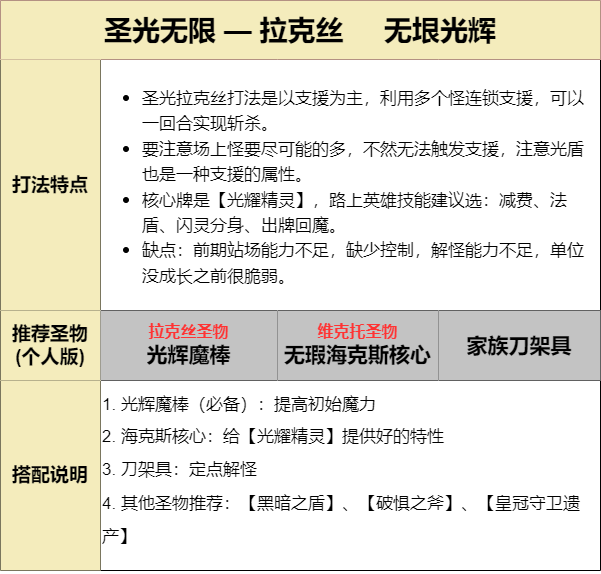 圣光无限 — 拉克丝 无垠光辉
打法特点
• 圣光拉克丝打法是以支援为主，利用多个怪连锁支援，可以
一回合实现斩杀。
• 要注意场上怪要尽可能的多，不然无法触发支援，注意光盾
也是一种支援的属性。
• 核心牌是【光耀精灵】，路上英雄技能建议选：减费、法
盾、闪灵分身、出牌回魔。
• 缺点：前期站场能力不足，缺少控制，解怪能力不足，单位
没成长之前很脆弱。
推荐圣物
(个人版)
拉克丝圣物
光辉魔棒
维克托圣物
无瑕海克斯核心
家族刀架具
搭配说明
1. 光辉魔棒（必备）：提高初始魔力
2. 海克斯核心：给【光耀精灵】提供好的特性
3. 刀架具：定点解怪
4. 其他圣物推荐：【黑暗之盾】、【破惧之斧】、【皇冠守卫遗
产】